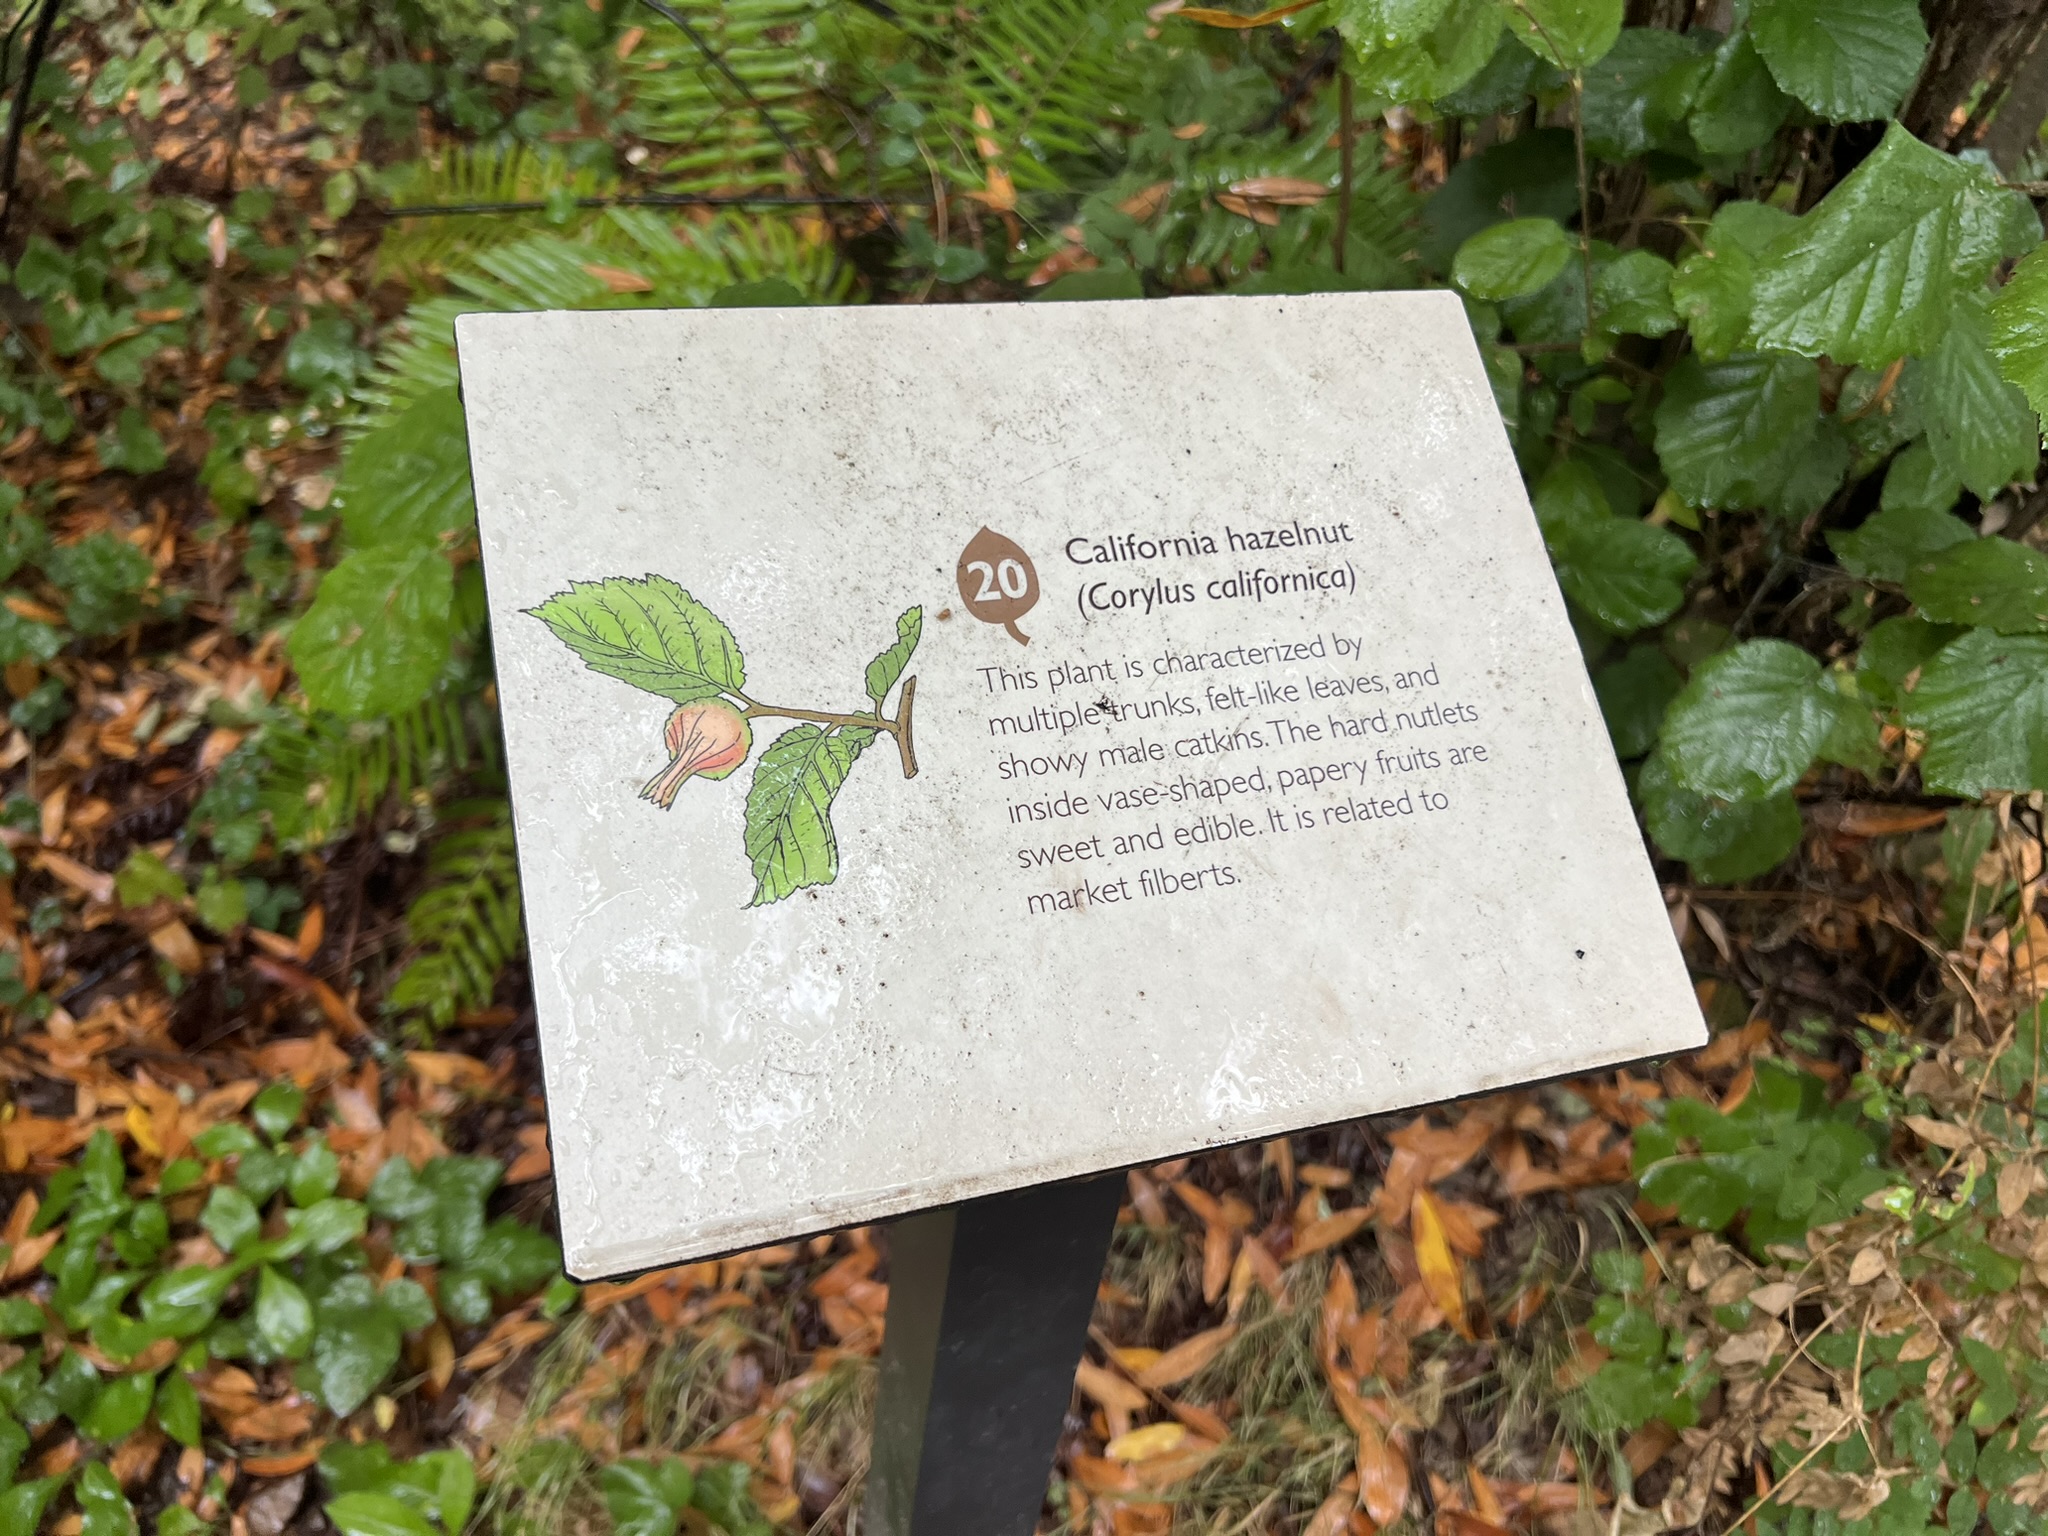 20
California hazelnut
(Corylus californica)
This plant is characterized by
multiple trunks, felt-like leaves, and
showy male catkins. The hard nutlets
inside vase-shaped, papery fruits are
sweet and edible. It is related to
market filberts.